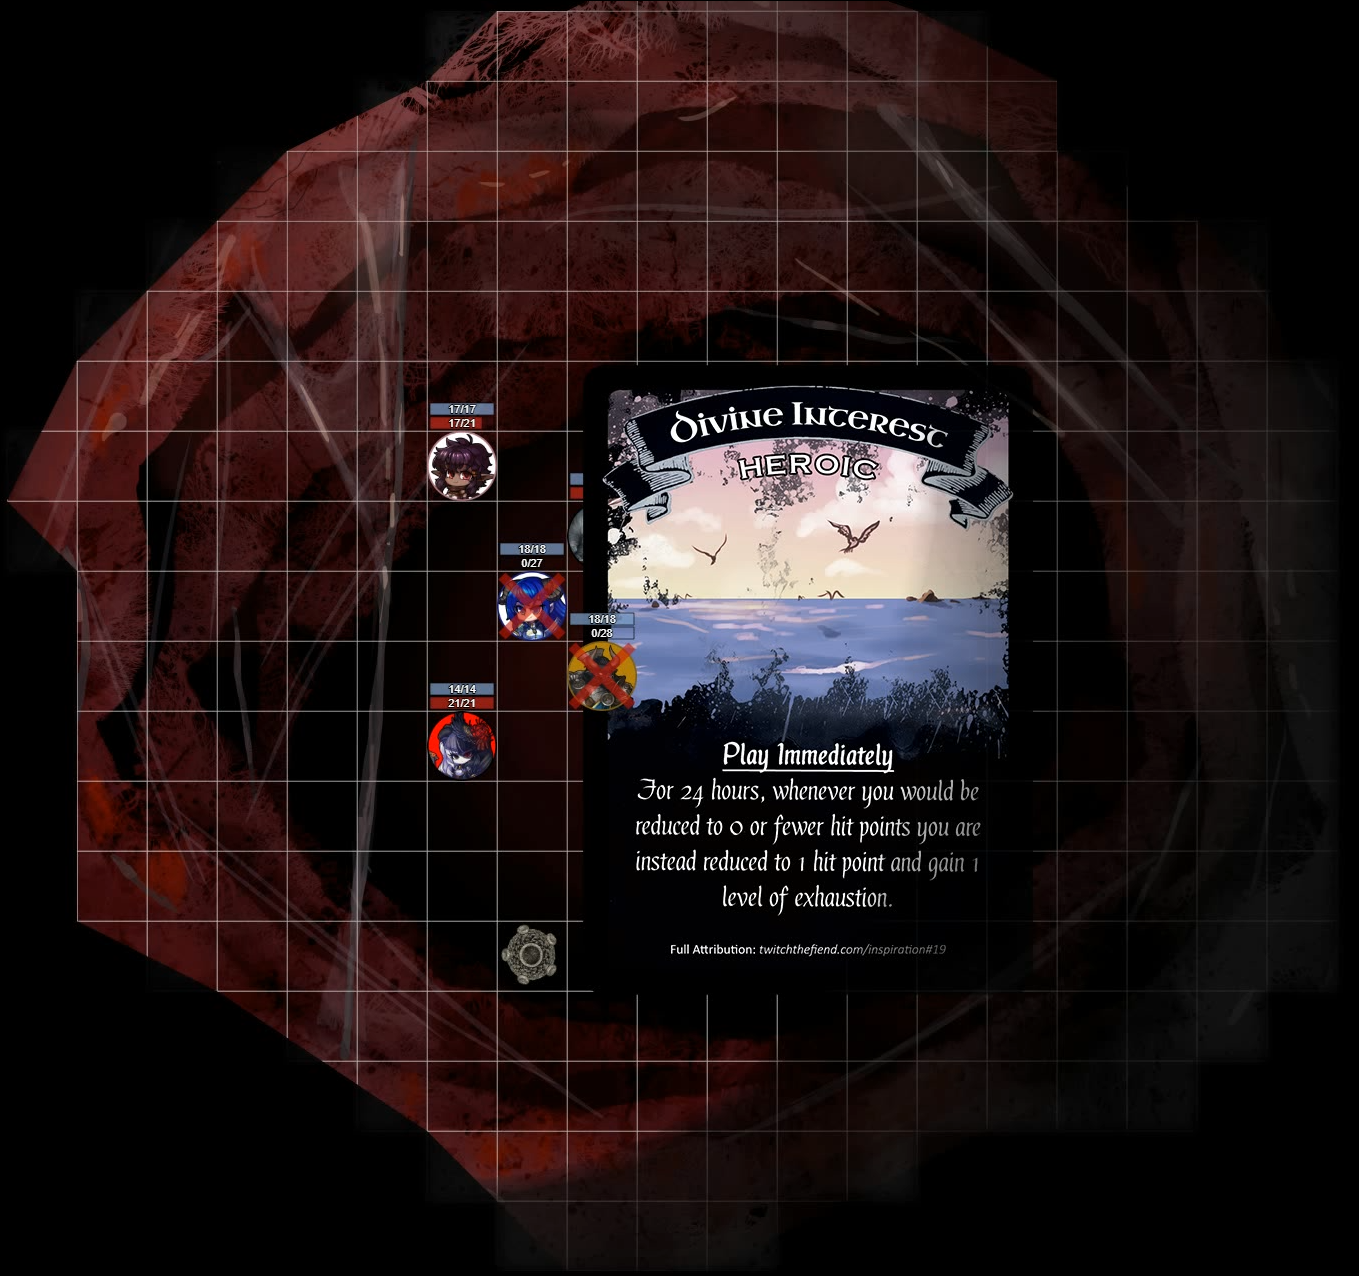 17/17
17/21
Divine Interest
HEROIC
18/18
0/27
18/18
0/28
14/14
21/21
Play Immediately
For 24 hours, whenever you would be
reduced to 0 or fewer hit points you are
instead reduced to 1 hit point and gain 1
level of exhaustion.
Full Attribution: twitchthefiend.com/inspiration#19